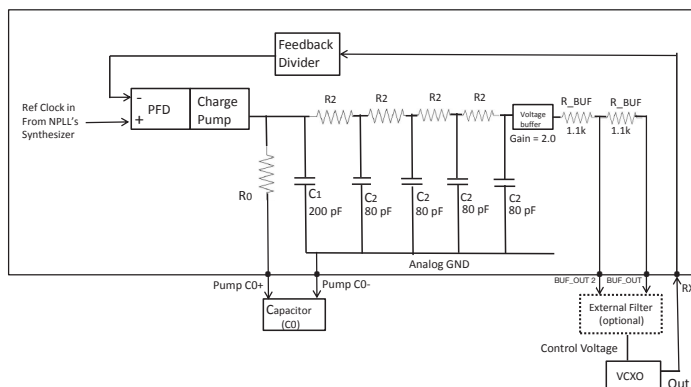 Feedback
Divider
Ref Clock in
From NPLL's
Synthesizer
-
+
PFD
Charge
Pump
R2
R2
R2
R2
Voltage
buffer
Gain = 2.0
R_BUF
1.1k
R_BUF
1.1k
R0
C1
200 pF
C2
80 pF
C2
80 pF
C2
80 pF
C2
80 pF
Analog GND
Pump C0+
Pump C0-
BUF_OUT 2
BUF_OUT
RX
Capacitor
(C0)
External Filter
(optional)
Control Voltage
VCXO
Out